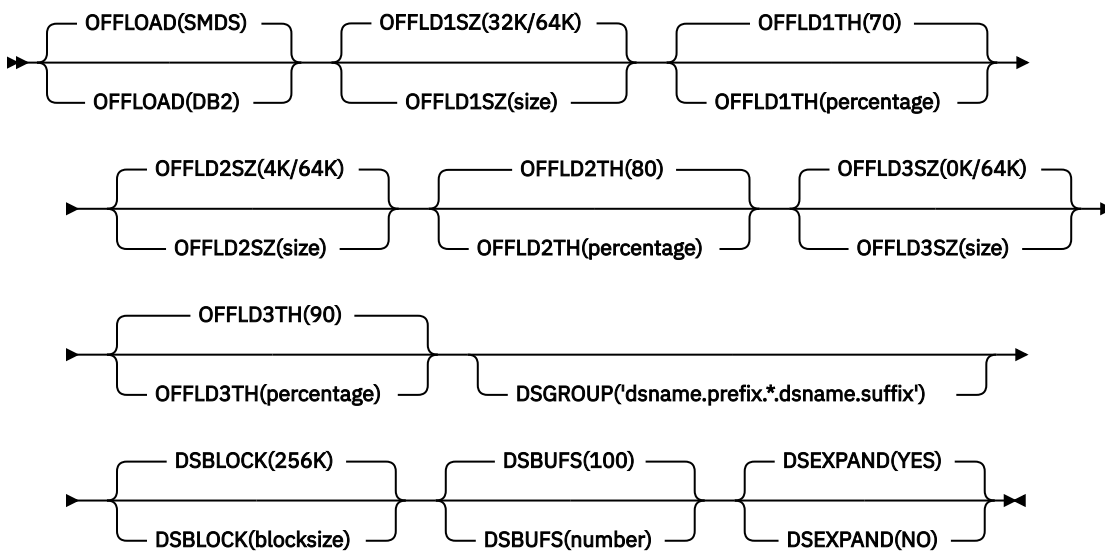 OFFLOAD(SMDS) OFFLD1SZ(32K/64K) OFFLD1TH(70)
OFFLOAD(DB2) OFFLD1SZ(size) OFFLD1TH(percentage)
OFFLD2SZ(4K/64K) OFFLD2TH(80) OFFLD3SZ(0K/64K)
OFFLD2SZ(size) OFFLD2TH(percentage) OFFLD3SZ(size)
OFFLD3TH(90)
OFFLD3TH(percentage) DSGROUP('dsname.prefix.*.dsname.suffix')
DSBLOCK(256K) DSBUFS(100) DSEXPAND(YES)
DSBLOCK(blocksize) DSBUFS(number) DSEXPAND(NO)